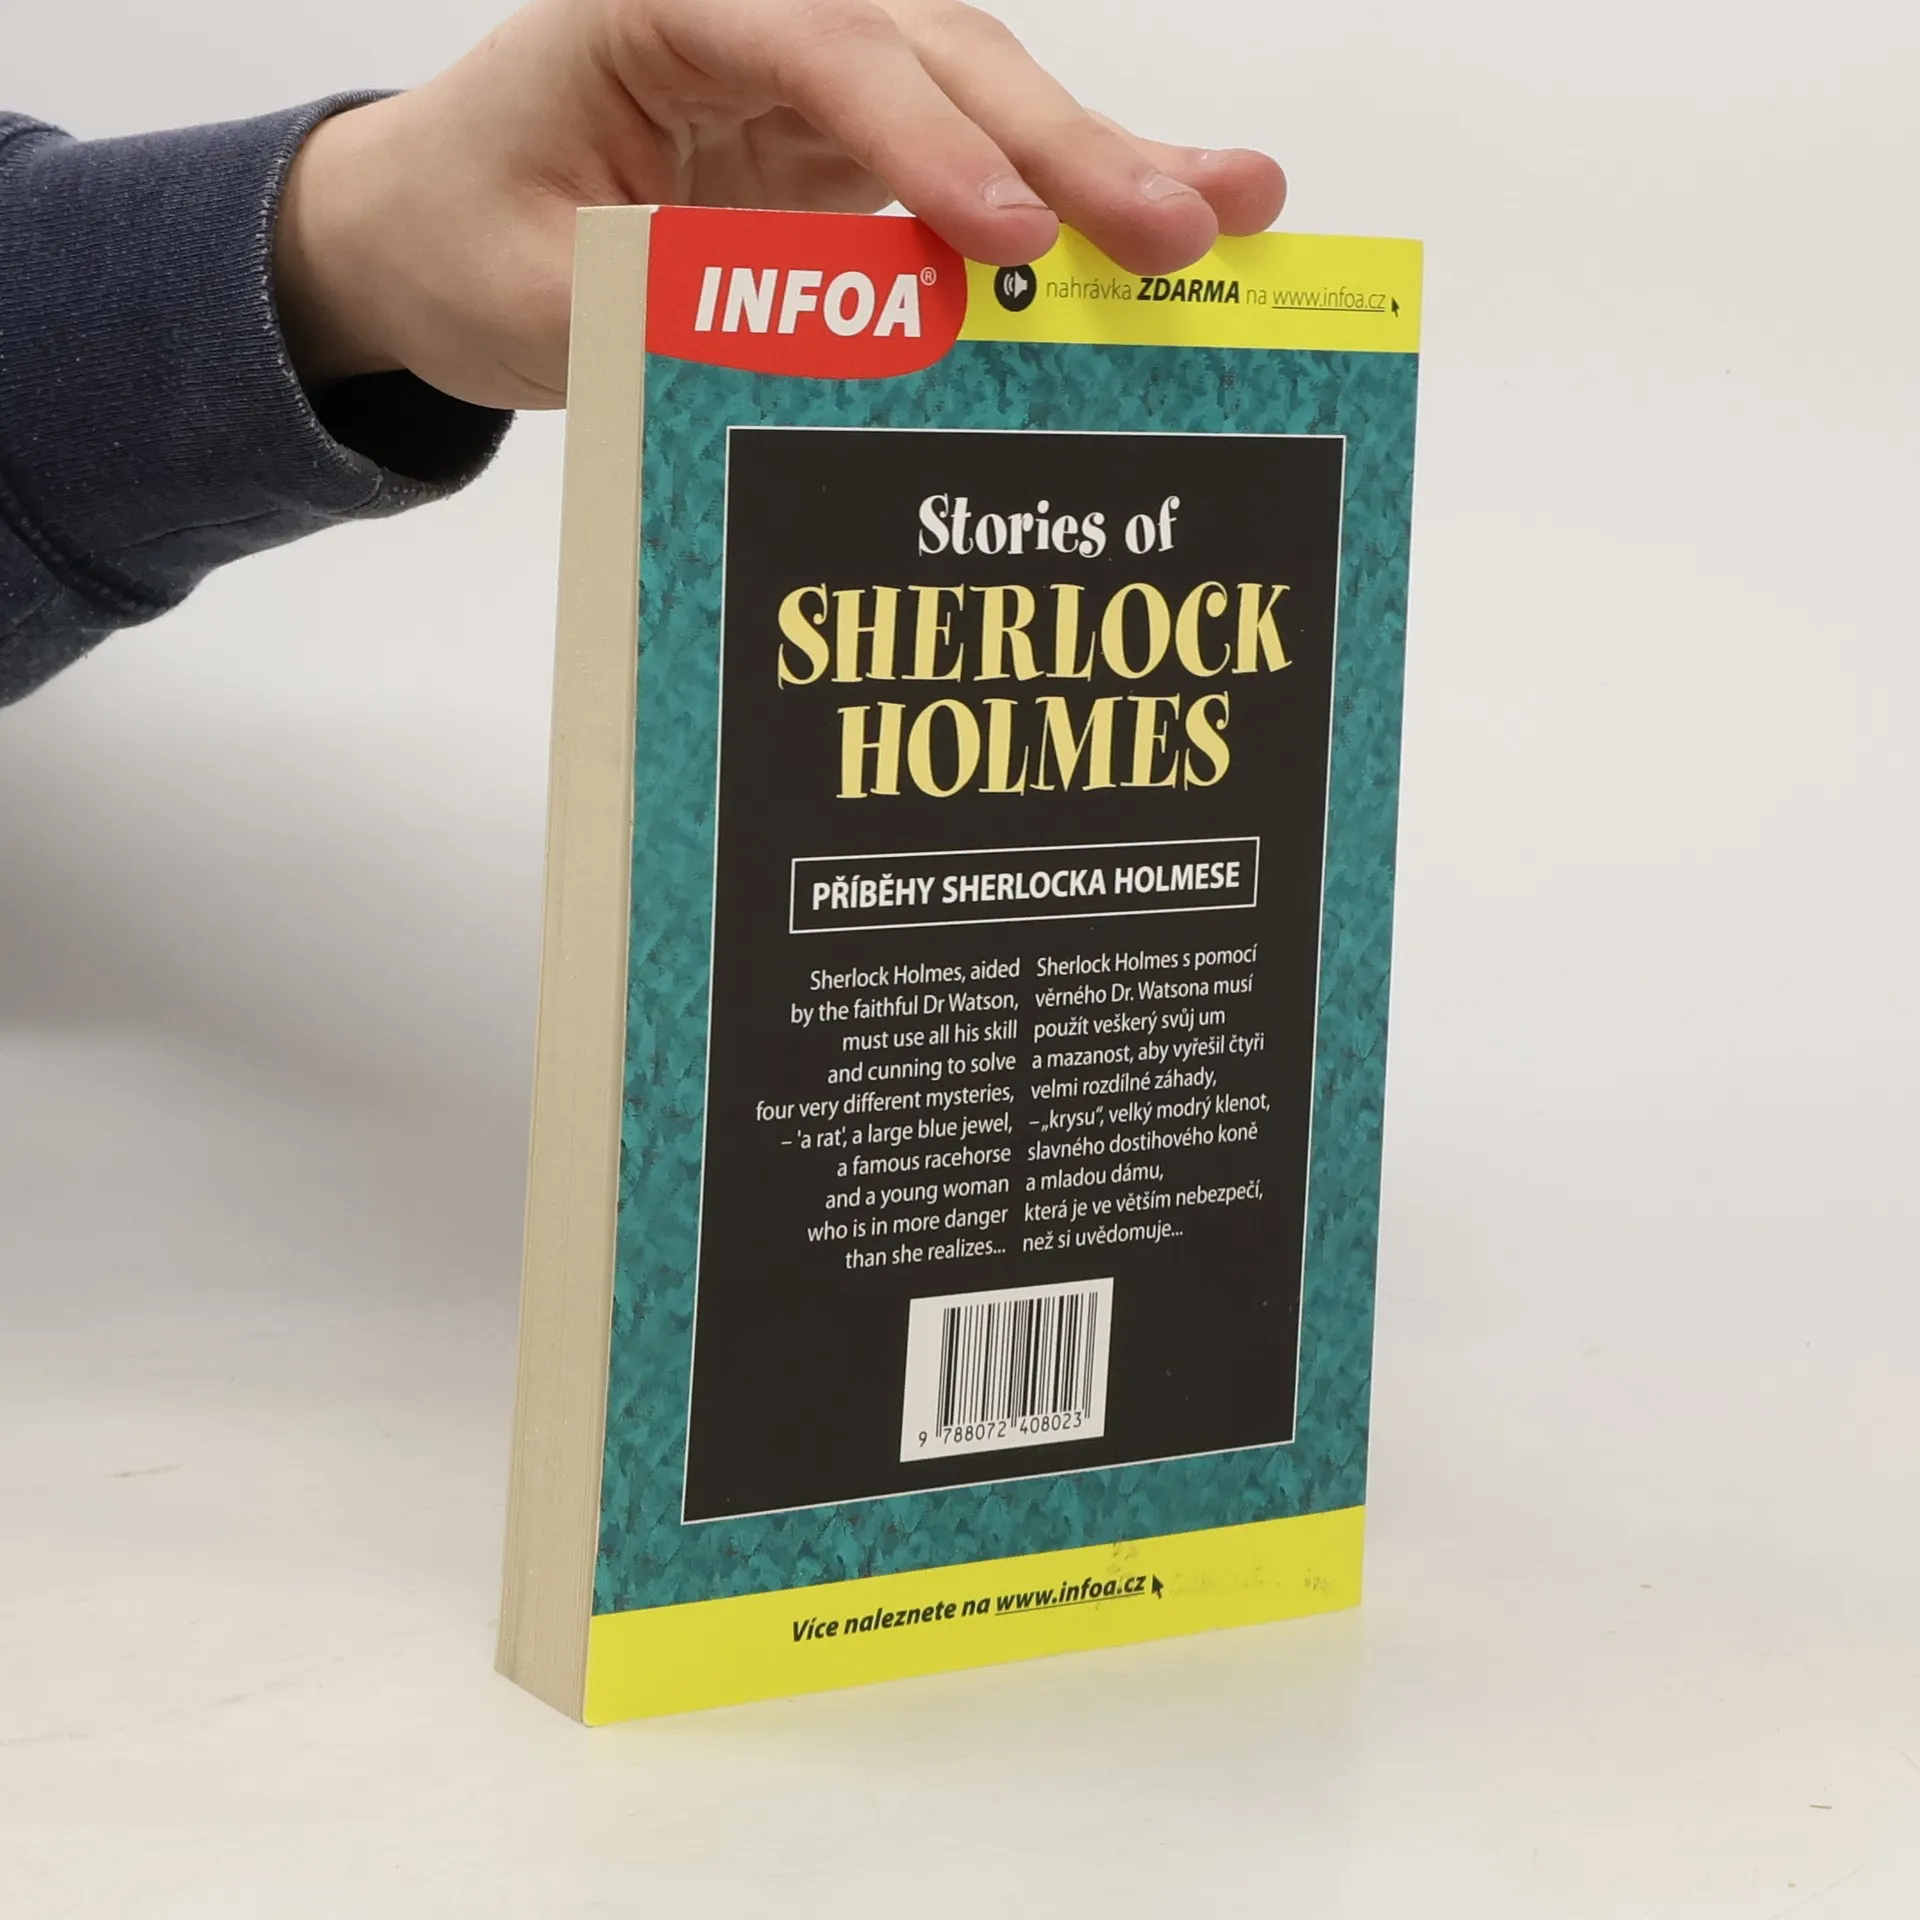 INFOA®
nahrávka ZDARMA na www.infoa.cz
Stories of
SHERLOCK
HOLMES
PŘÍBĚHY SHERLOCKA HOLMESE
Sherlock Holmes, aided
by the faithful Dr Watson,
must use all his skill
and cunning to solve
four very different mysteries,
– 'a rat', a large blue jewel,
a famous racehorse
and a young woman
who is in more danger
than she realizes...
Sherlock Holmes s pomocí
věrného Dr. Watsona musí
použít veškerý svůj um
a mazanost, aby vyřešil čtyři
velmi rozdílné záhady,
–„krysu“, velký modrý klenot,
slavného dostihového koně
a mladou dámu,
která je ve větším nebezpečí,
než si uvědomuje...
9 788072 408023
Více naleznete na www.infoa.cz